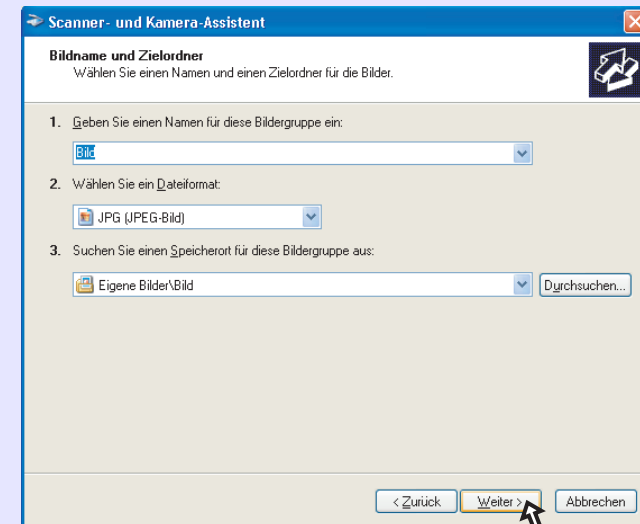 Scanner- und Kamera-Assistent
Bildname und Zielordner
Wählen Sie einen Namen und einen Zielordner für die Bilder.
1. Geben Sie einen Namen für diese Bildergruppe ein:
Bild
2. Wählen Sie ein Dateiformat:
JPG (JPEG-Bild)
3. Suchen Sie einen Speicherort für diese Bildergruppe aus:
Eigene Bilder\Bild
Durchsuchen...
< Zurück
Weiter >
Abbrechen